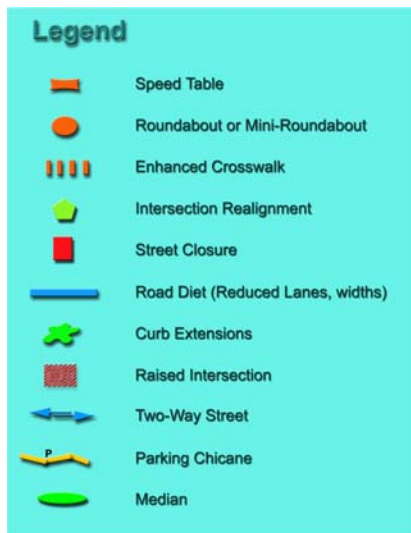 Legend
Speed Table
Roundabout or Mini-Roundabout
Enhanced Crosswalk
Intersection Realignment
Street Closure
Road Diet (Reduced Lanes, widths)
Curb Extensions
Raised Intersection
Two-Way Street
P
Parking Chicane
Median